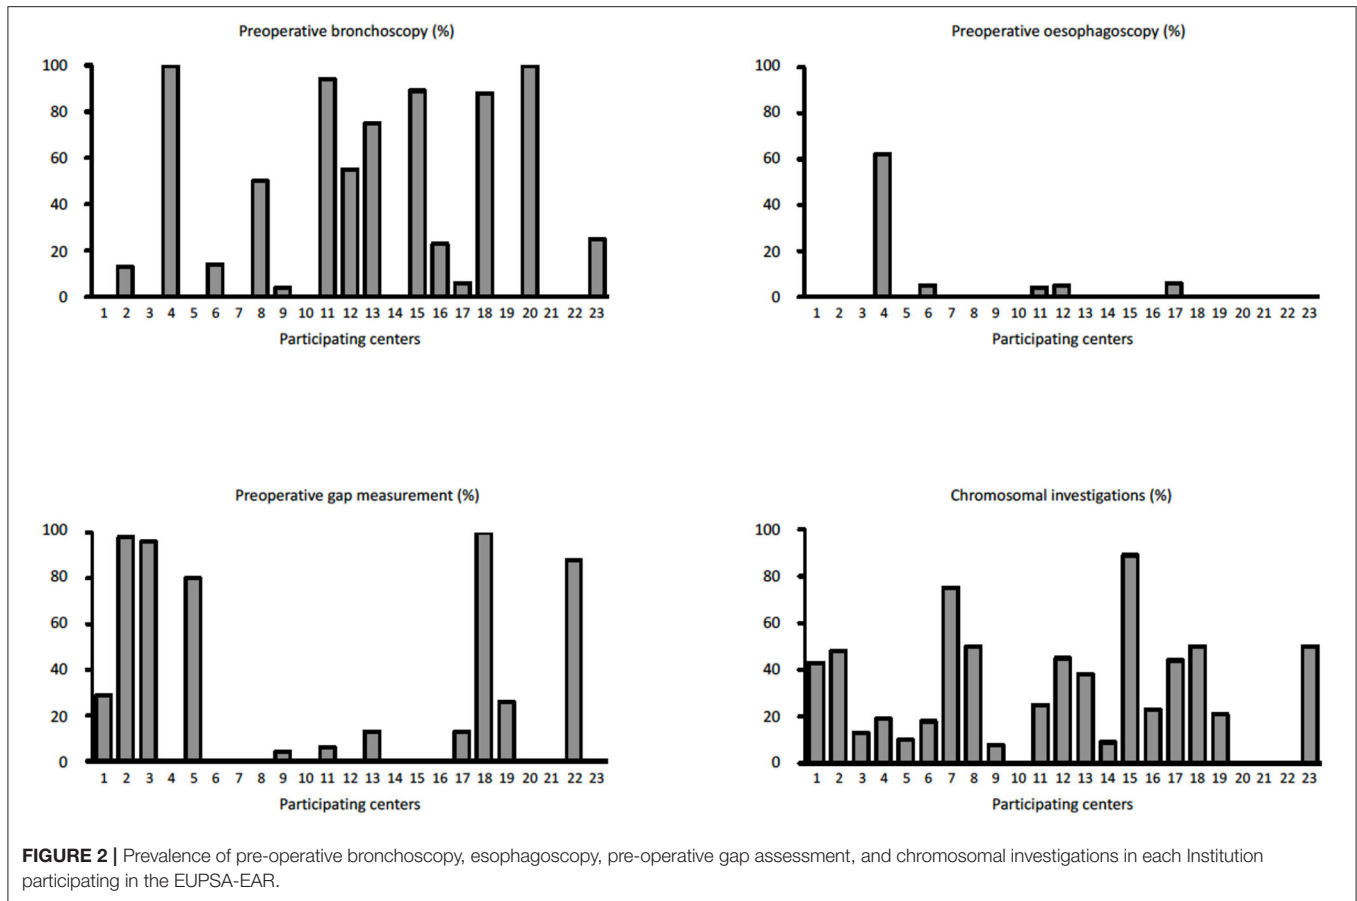 Preoperative bronchoscopy (%)
100
80
60
40
20
0
1 2 3 4 5 6 7 8 9 10 11 12 13 14 15 16 17 18 19 20 21 22 23
Participating centers
Preoperative oesophagoscopy (%)
100
80
60
40
20
0
1 2 3 4 5 6 7 8 9 10 11 12 13 14 15 16 17 18 19 20 21 22 23
Participating centers
Preoperative gap measurement (%)
100
80
60
40
20
0
1 2 3 4 5 6 7 8 9 10 11 12 13 14 15 16 17 18 19 20 21 22 23
Participating centers
Chromosomal investigations (%)
100
80
60
40
20
0
1 2 3 4 5 6 7 8 9 10 11 12 13 14 15 16 17 18 19 20 21 22 23
Participating centers
FIGURE 2 | Prevalence of pre-operative bronchoscopy, esophagoscopy, pre-operative gap assessment, and chromosomal investigations in each Institution
participating in the EUPSA-EAR.